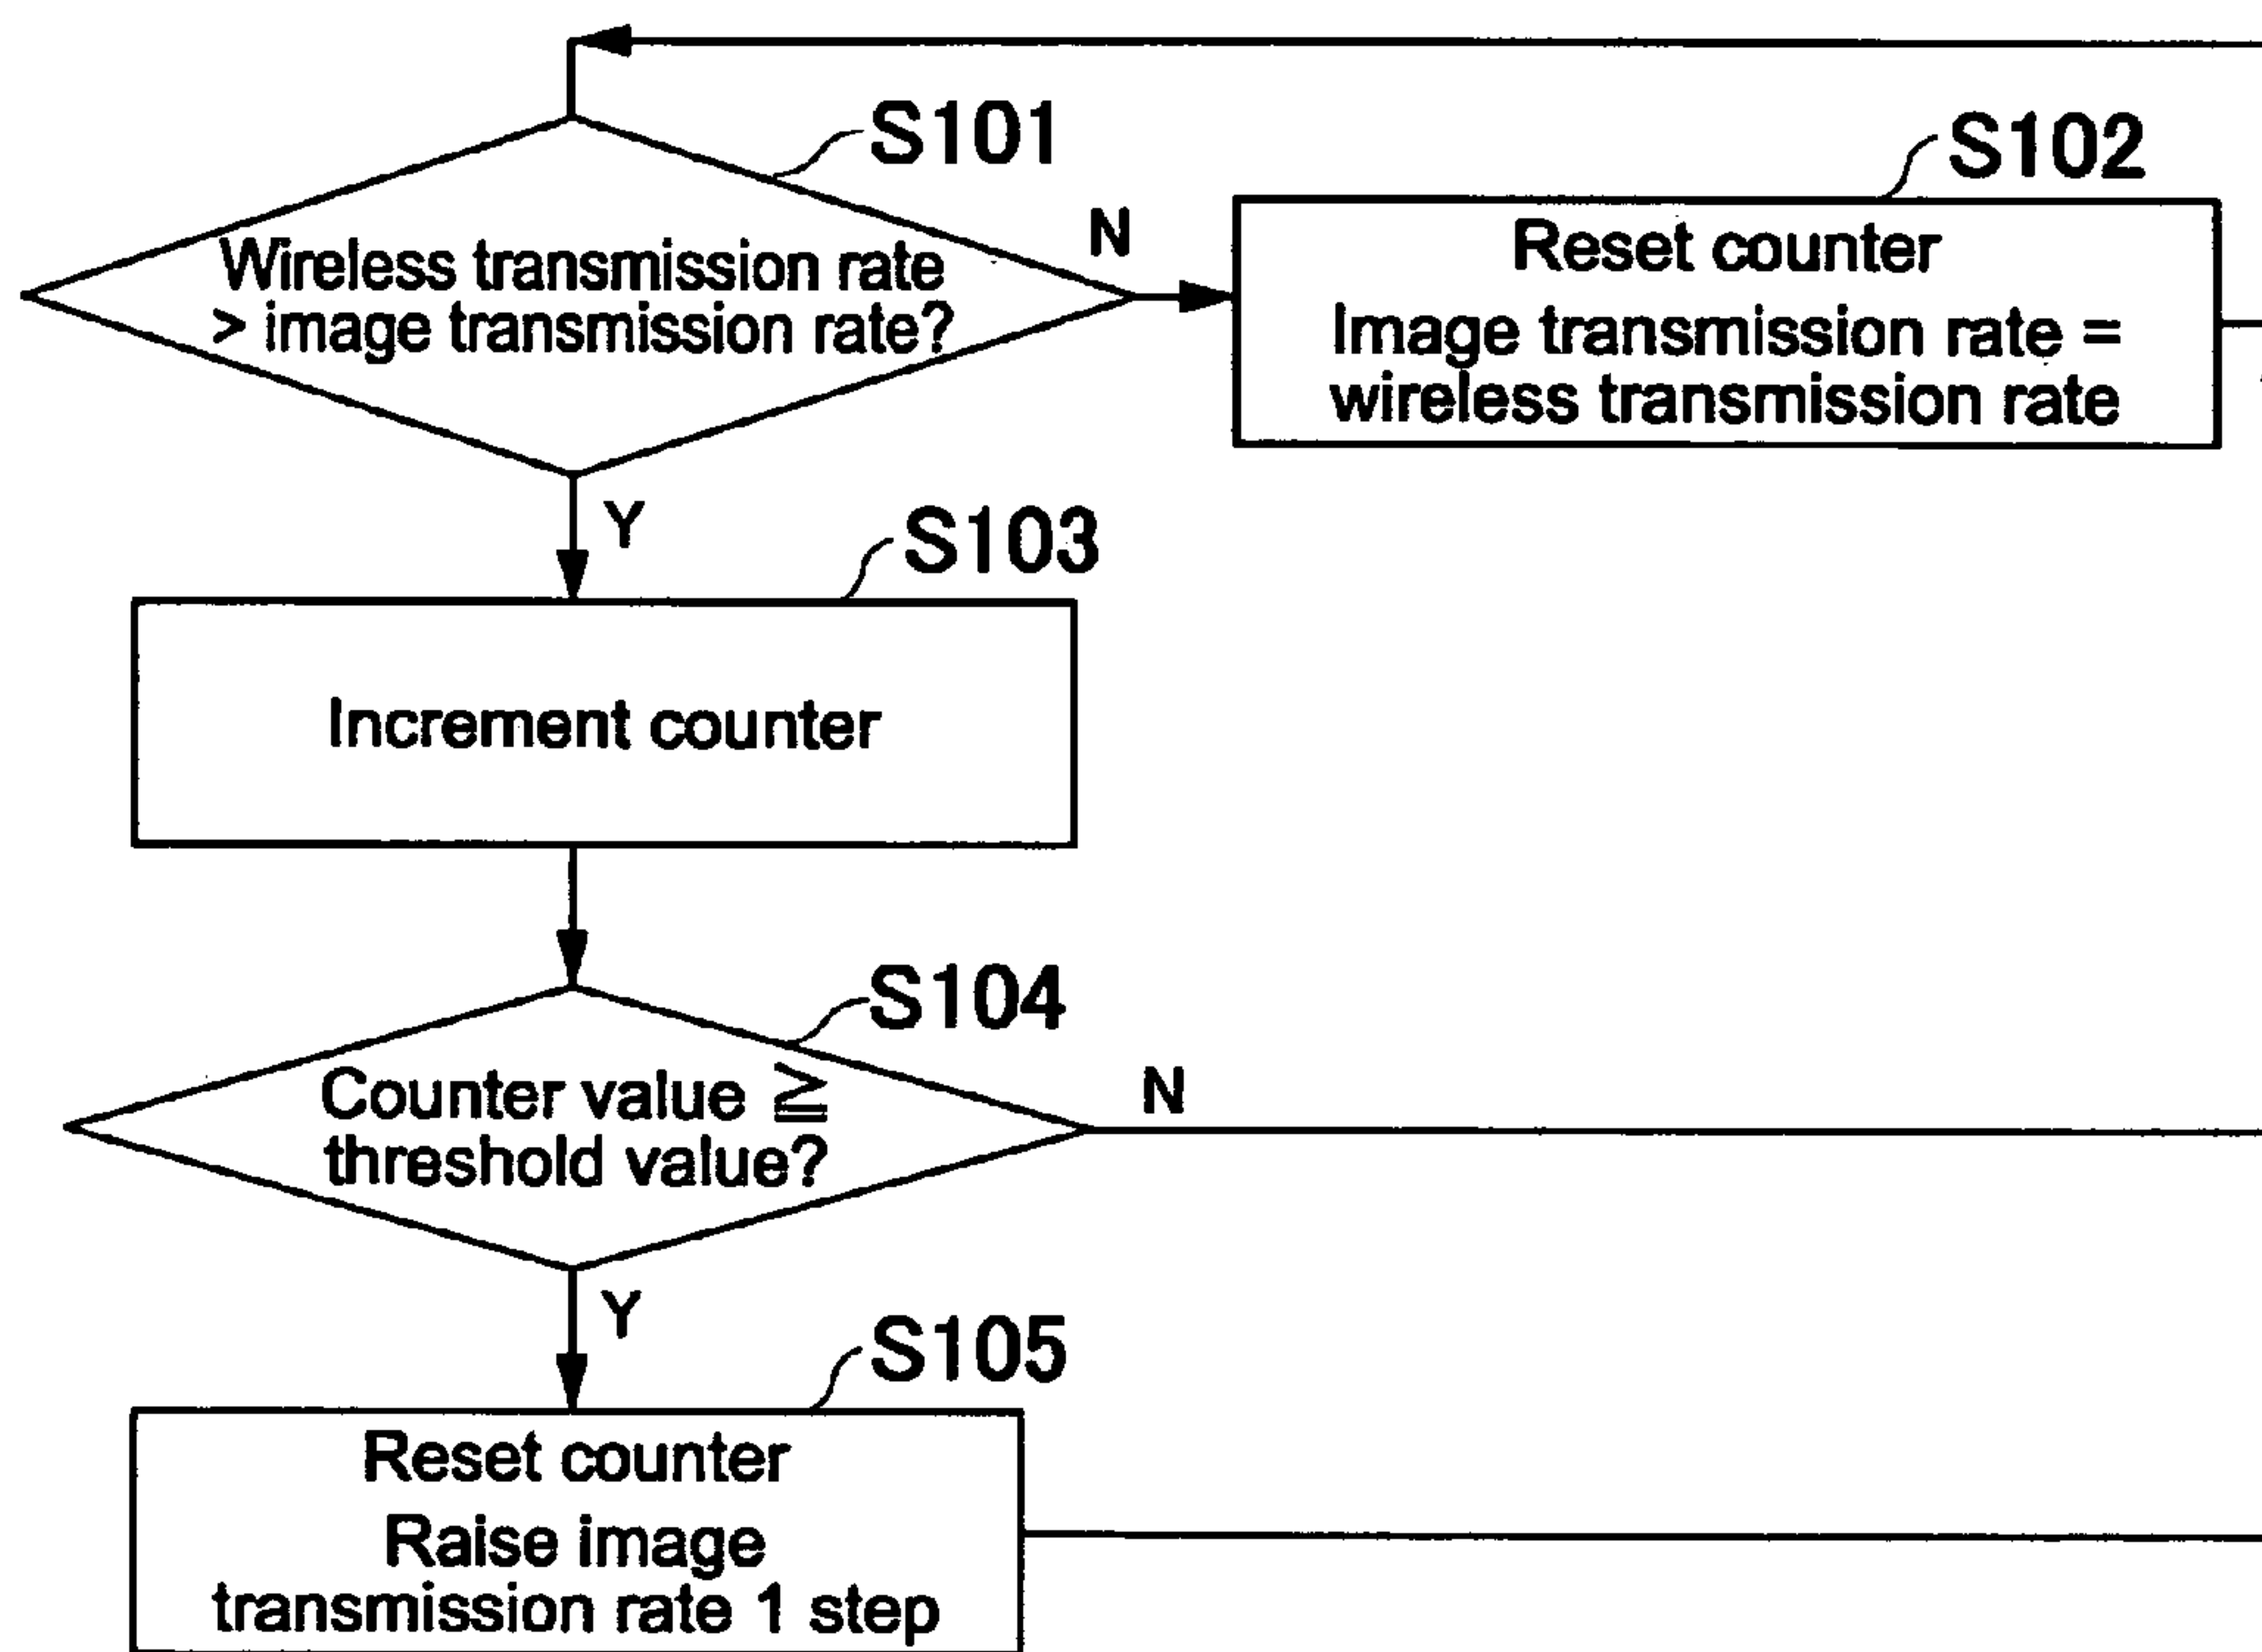 S101
Wireless transmission rate
> image transmission rate?
N
S102
Reset counter
Image transmission rate =
wireless transmission rate
Y
S103
Increment counter
S104
Counter value ≧
threshold value?
N
Y
S105
Reset counter
Raise image
transmission rate 1 step